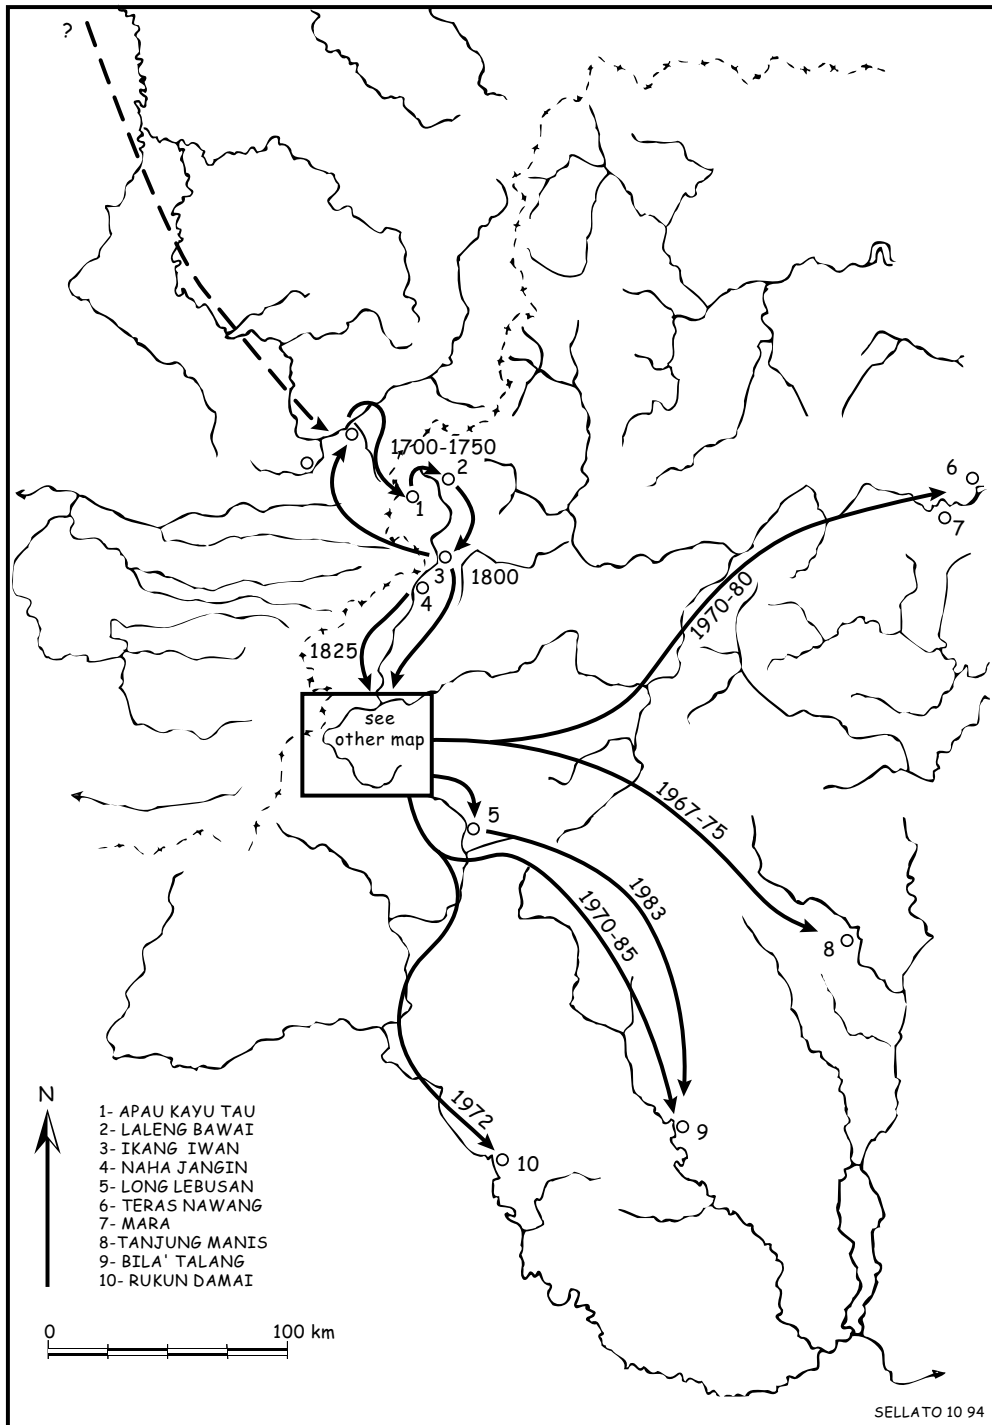 ?
1700-1750
2
1
6
7
3
1800
4
1970-80
1825
see
other map
1967-75
5
1983
1970-85
8
N
1- APAU KAYU TAU
2- LALENG BAWAI
3- IKANG IWAN
4- NAHA JANGIN
5- LONG LEBUSAN
6- TERAS NAWANG
7- MARA
8-TANJUNG MANIS
9- BILA' TALANG
10- RUKUN DAMAI
1972
9
10
0
100 km
SELLATO 10 94